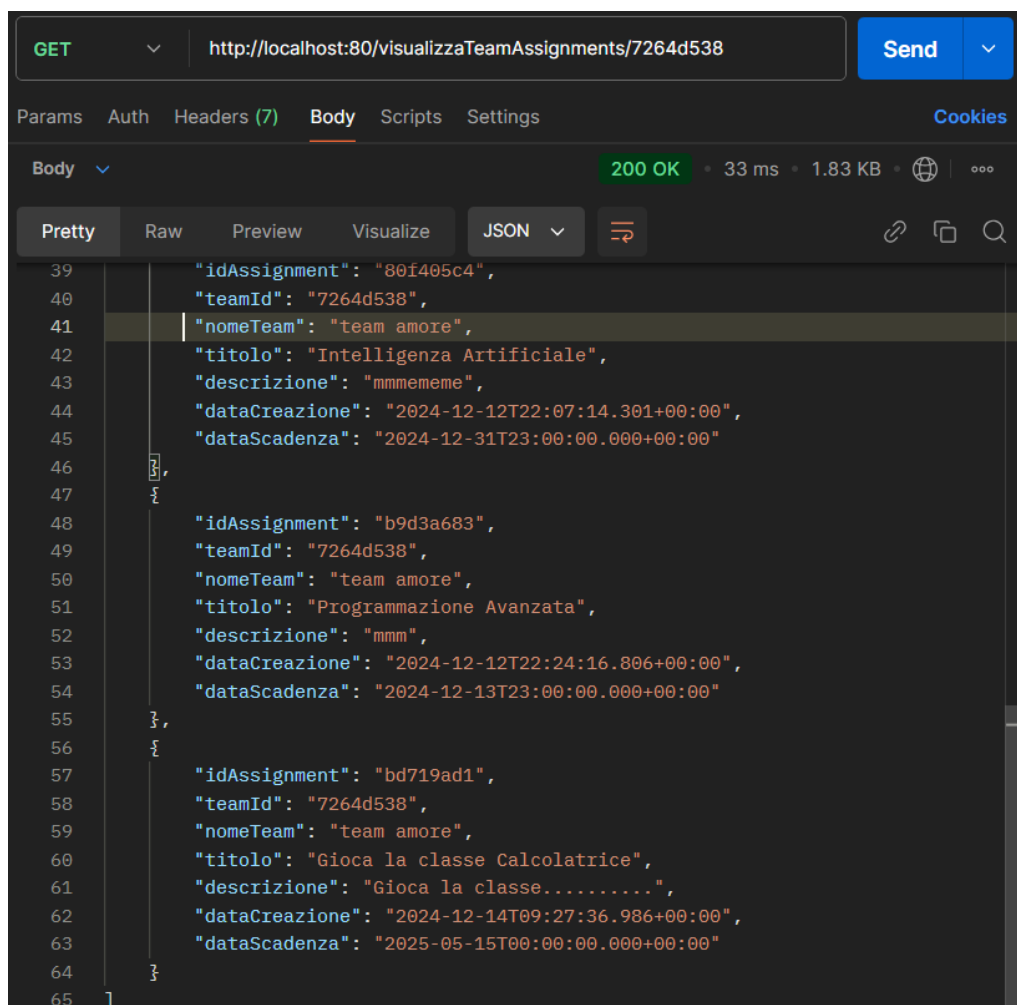 GET http://localhost:80/visualizzaTeamAssignments/7264d538 Send
Params Auth Headers (7) Body Scripts Settings Cookies
Body 200 OK • 33 ms • 1.83 KB •
Pretty Raw Preview Visualize JSON
39 "idAssignment": "80f405c4",
40 "teamId": "7264d538",
41 "nomeTeam": "team amore",
42 "titolo": "Intelligenza Artificiale",
43 "descrizione": "mmmememe",
44 "dataCreazione": "2024-12-12T22:07:14.301+00:00",
45 "dataScadenza": "2024-12-31T23:00:00.000+00:00"
46 },
47 {
48 "idAssignment": "b9d3a683",
49 "teamId": "7264d538",
50 "nomeTeam": "team amore",
51 "titolo": "Programmazione Avanzata",
52 "descrizione": "mmm",
53 "dataCreazione": "2024-12-12T22:24:16.806+00:00",
54 "dataScadenza": "2024-12-13T23:00:00.000+00:00"
55 },
56 {
57 "idAssignment": "bd719ad1",
58 "teamId": "7264d538",
59 "nomeTeam": "team amore",
60 "titolo": "Gioca la classe Calcolatrice",
61 "descrizione": "Gioca la classe..........",
62 "dataCreazione": "2024-12-14T09:27:36.986+00:00",
63 "dataScadenza": "2025-05-15T00:00:00.000+00:00"
64 }
65 ]